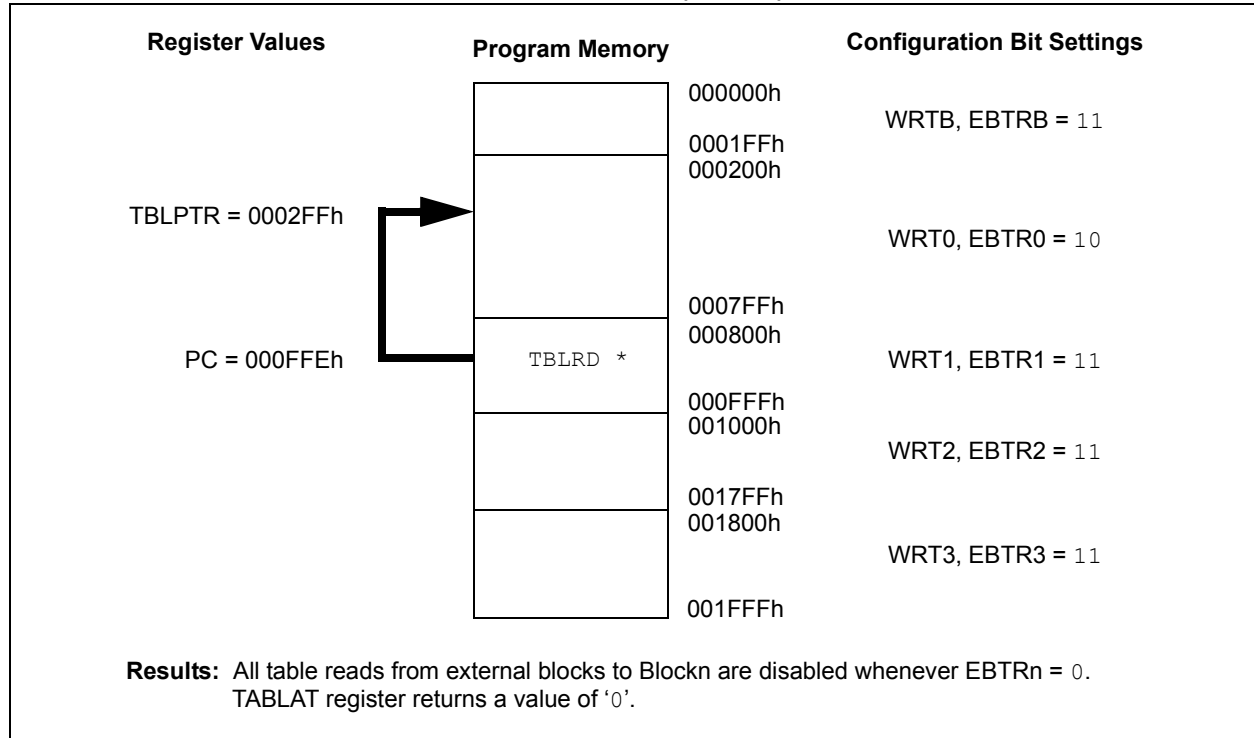 Register Values
Program Memory
Configuration Bit Settings
000000h
WRTB, EBTRB = 11
0001FFh
000200h
TBLPTR = 0002FFh
WRT0, EBTR0 = 10
0007FFh
000800h
PC = 000FFEh
TBLRD *
WRT1, EBTR1 = 11
000FFFh
001000h
WRT2, EBTR2 = 11
0017FFh
001800h
WRT3, EBTR3 = 11
001FFFh
Results: All table reads from external blocks to Blockn are disabled whenever EBTRn = 0.
TABLAT register returns a value of ‘0’.